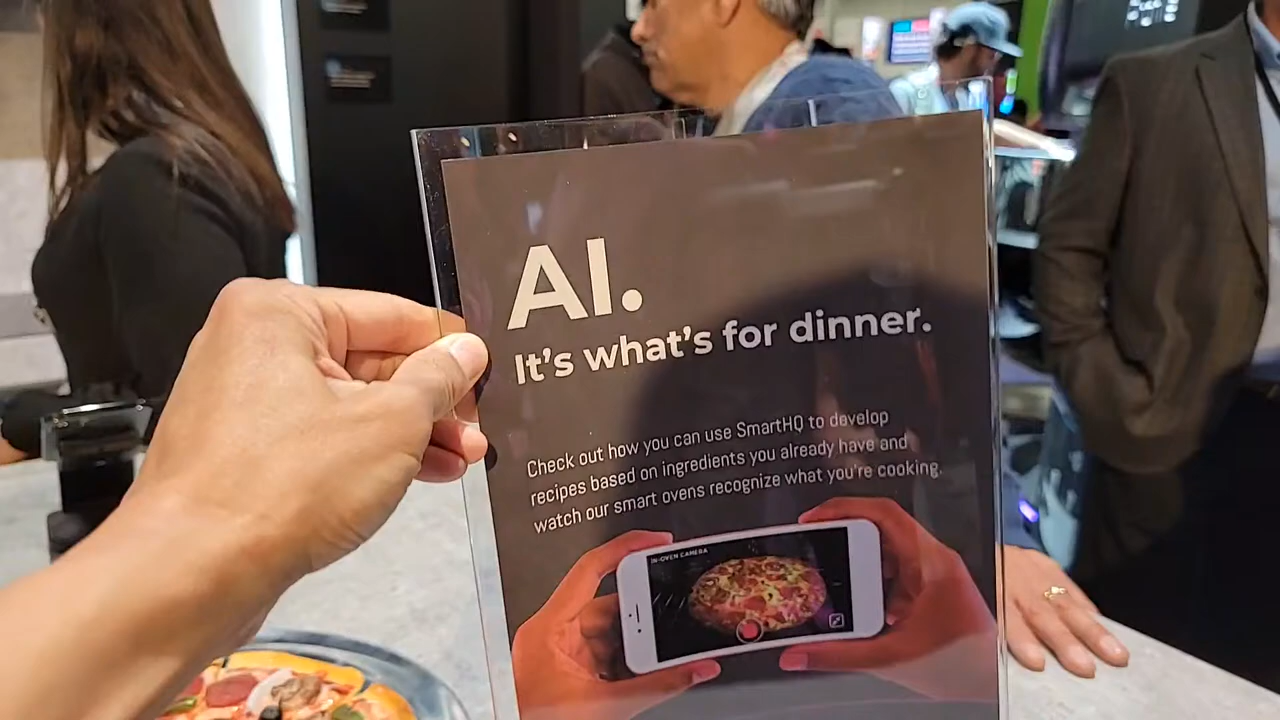 AI.
It's what's for dinner.
Check out how you can use SmartHQ to develop
recipes based on ingredients you already have and
watch our smart ovens recognize what you're cooking.
IN-OVEN CAMERA